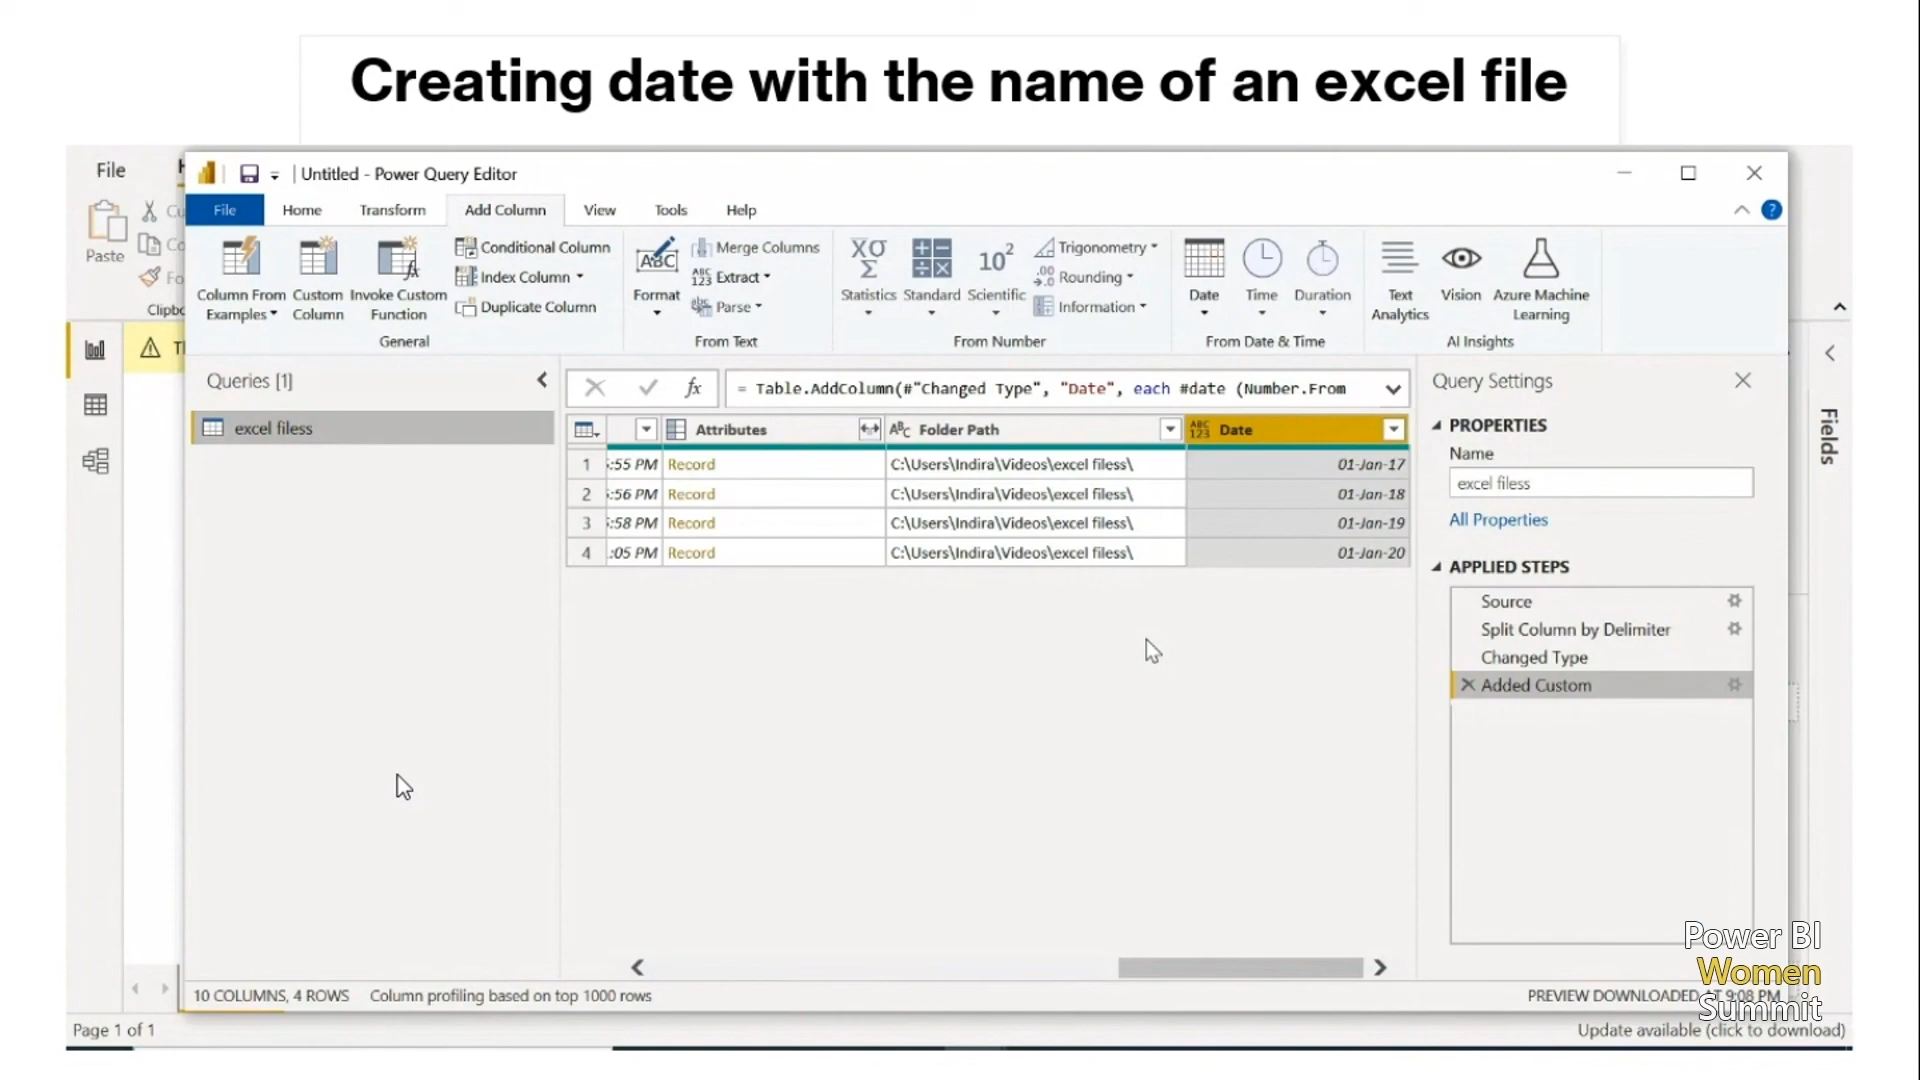 Creating date with the name of an excel file
File
Untitled - Power Query Editor
File Home Transform Add Column View Tools Help
Paste
Clipbo
Column From Examples
Custom Column
Invoke Custom Function
Conditional Column
Index Column
Duplicate Column
General
Format
Merge Columns
Extract
Parse
From Text
Statistics
Standard
Scientific
Trigonometry
Rounding
Information
From Number
Date
Time
Duration
From Date & Time
Text Analytics
Vision
Azure Machine Learning
AI Insights
Queries [1]
excel filess
= Table.AddColumn(#"Changed Type", "Date", each #date (Number.From
Attributes Folder Path Date
1 :55 PM Record C:\Users\Indira\Videos\excel filess\ 01-Jan-17
2 :56 PM Record C:\Users\Indira\Videos\excel filess\ 01-Jan-18
3 :58 PM Record C:\Users\Indira\Videos\excel filess\ 01-Jan-19
4 :05 PM Record C:\Users\Indira\Videos\excel filess\ 01-Jan-20
Query Settings
PROPERTIES
Name
excel filess
All Properties
APPLIED STEPS
Source
Split Column by Delimiter
Changed Type
Added Custom
Fields
Power BI
Women
Summit
10 COLUMNS, 4 ROWS Column profiling based on top 1000 rows
PREVIEW DOWNLOADED AT 9:08 PM
Page 1 of 1
Update available (click to download)